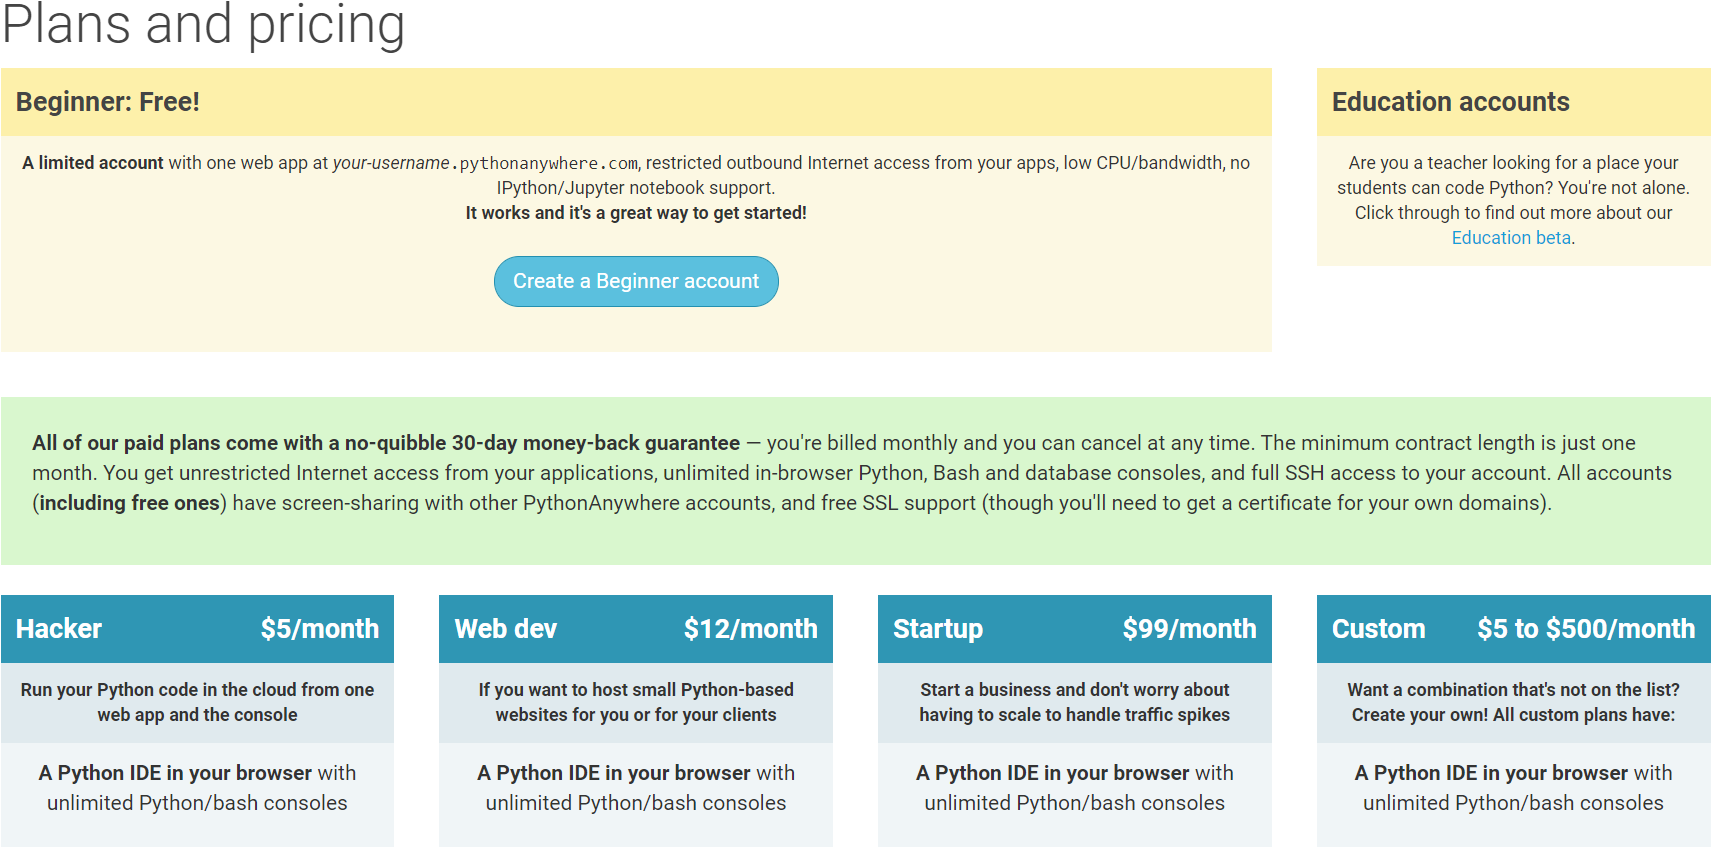 Plans and pricing
Beginner: Free!
A limited account with one web app at your-username.pythonanywhere.com, restricted outbound Internet access from your apps, low CPU/bandwidth, no
IPython/Jupyter notebook support.
It works and it's a great way to get started!
Create a Beginner account
Education accounts
Are you a teacher looking for a place your
students can code Python? You're not alone.
Click through to find out more about our
Education beta.
All of our paid plans come with a no-quibble 30-day money-back guarantee — you're billed monthly and you can cancel at any time. The minimum contract length is just one
month. You get unrestricted Internet access from your applications, unlimited in-browser Python, Bash and database consoles, and full SSH access to your account. All accounts
(including free ones) have screen-sharing with other PythonAnywhere accounts, and free SSL support (though you'll need to get a certificate for your own domains).
Hacker $5/month
Run your Python code in the cloud from one
web app and the console
A Python IDE in your browser with
unlimited Python/bash consoles
Web dev $12/month
If you want to host small Python-based
websites for you or for your clients
A Python IDE in your browser with
unlimited Python/bash consoles
Startup $99/month
Start a business and don't worry about
having to scale to handle traffic spikes
A Python IDE in your browser with
unlimited Python/bash consoles
Custom $5 to $500/month
Want a combination that's not on the list?
Create your own! All custom plans have:
A Python IDE in your browser with
unlimited Python/bash consoles